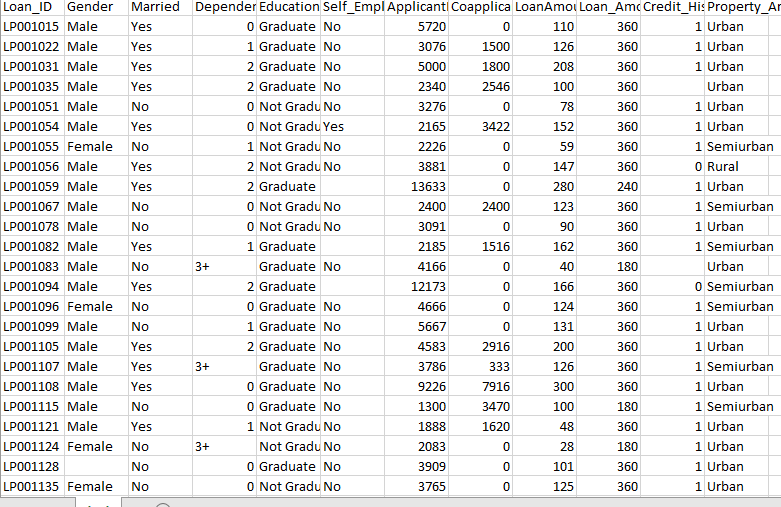 Loan_ID Gender Married Depender Education Self_Empl Applicant Coapplica LoanAmou Loan_Amo Credit_His Property_Ar
LP001015 Male Yes 0 Graduate No 5720 0 110 360 1 Urban
LP001022 Male Yes 1 Graduate No 3076 1500 126 360 1 Urban
LP001031 Male Yes 2 Graduate No 5000 1800 208 360 1 Urban
LP001035 Male Yes 2 Graduate No 2340 2546 100 360 Urban
LP001051 Male No 0 Not Gradu No 3276 0 78 360 1 Urban
LP001054 Male Yes 0 Not Gradu Yes 2165 3422 152 360 1 Urban
LP001055 Female No 1 Not Gradu No 2226 0 59 360 1 Semiurban
LP001056 Male Yes 2 Not Gradu No 3881 0 147 360 0 Rural
LP001059 Male Yes 2 Graduate 13633 0 280 240 1 Urban
LP001067 Male No 0 Not Gradu No 2400 2400 123 360 1 Semiurban
LP001078 Male No 0 Not Gradu No 3091 0 90 360 1 Urban
LP001082 Male Yes 1 Graduate 2185 1516 162 360 1 Semiurban
LP001083 Male No 3+ Graduate No 4166 0 40 180 Urban
LP001094 Male Yes 2 Graduate 12173 0 166 360 0 Semiurban
LP001096 Female No 0 Graduate No 4666 0 124 360 1 Semiurban
LP001099 Male No 1 Graduate No 5667 0 131 360 1 Urban
LP001105 Male Yes 2 Graduate No 4583 2916 200 360 1 Urban
LP001107 Male Yes 3+ Graduate No 3786 333 126 360 1 Semiurban
LP001108 Male Yes 0 Graduate No 9226 7916 300 360 1 Urban
LP001115 Male No 0 Graduate No 1300 3470 100 180 1 Semiurban
LP001121 Male Yes 1 Not Gradu No 1888 1620 48 360 1 Urban
LP001124 Female No 3+ Not Gradu No 2083 0 28 180 1 Urban
LP001128 No 0 Graduate No 3909 0 101 360 1 Urban
LP001135 Female No 0 Not Gradu No 3765 0 125 360 1 Urban